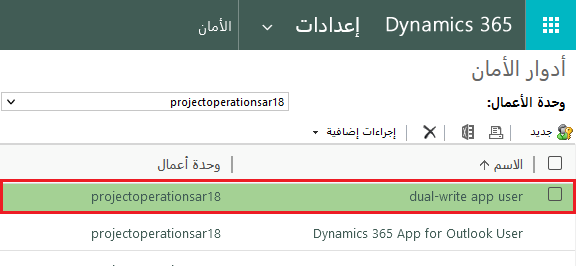 Dynamics 365 إعدادات الأمان
أدوار الأمان
وحدة الأعمال: projectoperationsar18
جديد إجراءات إضافية
الاسم وحدة أعمال
dual-write app user projectoperationsar18
Dynamics 365 App for Outlook User projectoperationsar18